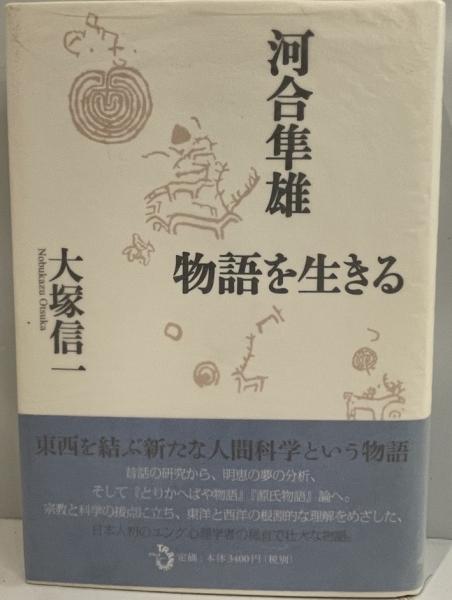 河合隼雄
物語を生きる
大塚信一
Nobukazu Otsuka
東西を結ぶ新たな人間科学という物語
昔話の研究から、明恵の夢の分析、
そして『とりかへばや物語』『源氏物語』論へ。
宗教と科学の接点に立ち、東洋と西洋の根源的な理解をめざした、
日本人初のユング心理学者の稀有で壮大な物語。
定価：本体3400円（税別）